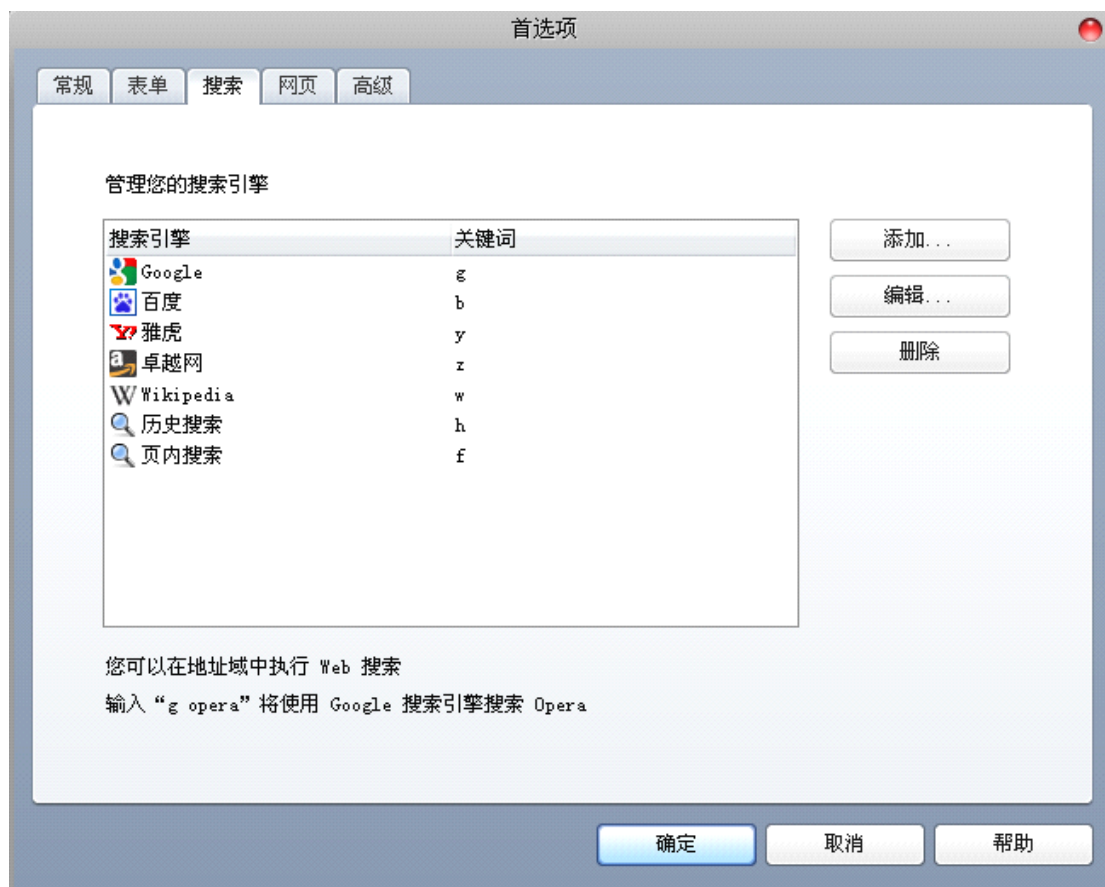 首选项
常规 表单 搜索 网页 高级
管理您的搜索引擎
搜索引擎 关键词 添加...
Google g
百度 b 编辑...
雅虎 y
卓越网 z 删除
Wikipedia w
历史搜索 h
页内搜索 f
您可以在地址域中执行 Web 搜索
输入“g opera”将使用 Google 搜索引擎搜索 Opera
确定 取消 帮助